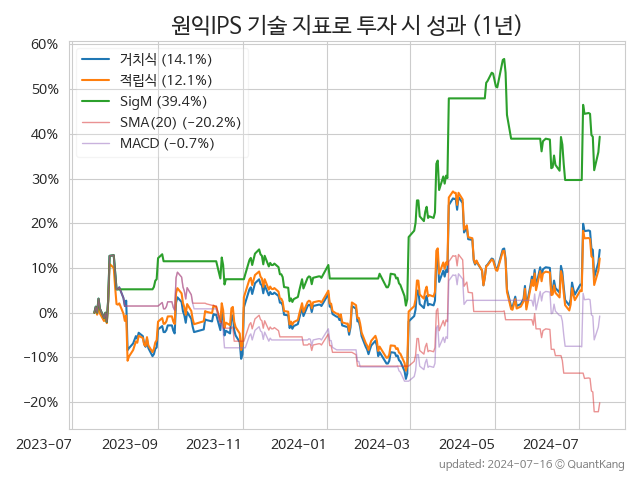 원익IPS 기술 지표로 투자 시 성과 (1년)
60%
50%
40%
30%
20%
10%
0%
−10%
−20%
거치식 (14.1%)
적립식 (12.1%)
SigM (39.4%)
SMA(20) (−20.2%)
MACD (−0.7%)
2023-07
2023-09
2023-11
2024-01
2024-03
2024-05
2024-07
updated: 2024-07-16 ⓒ QuantKang